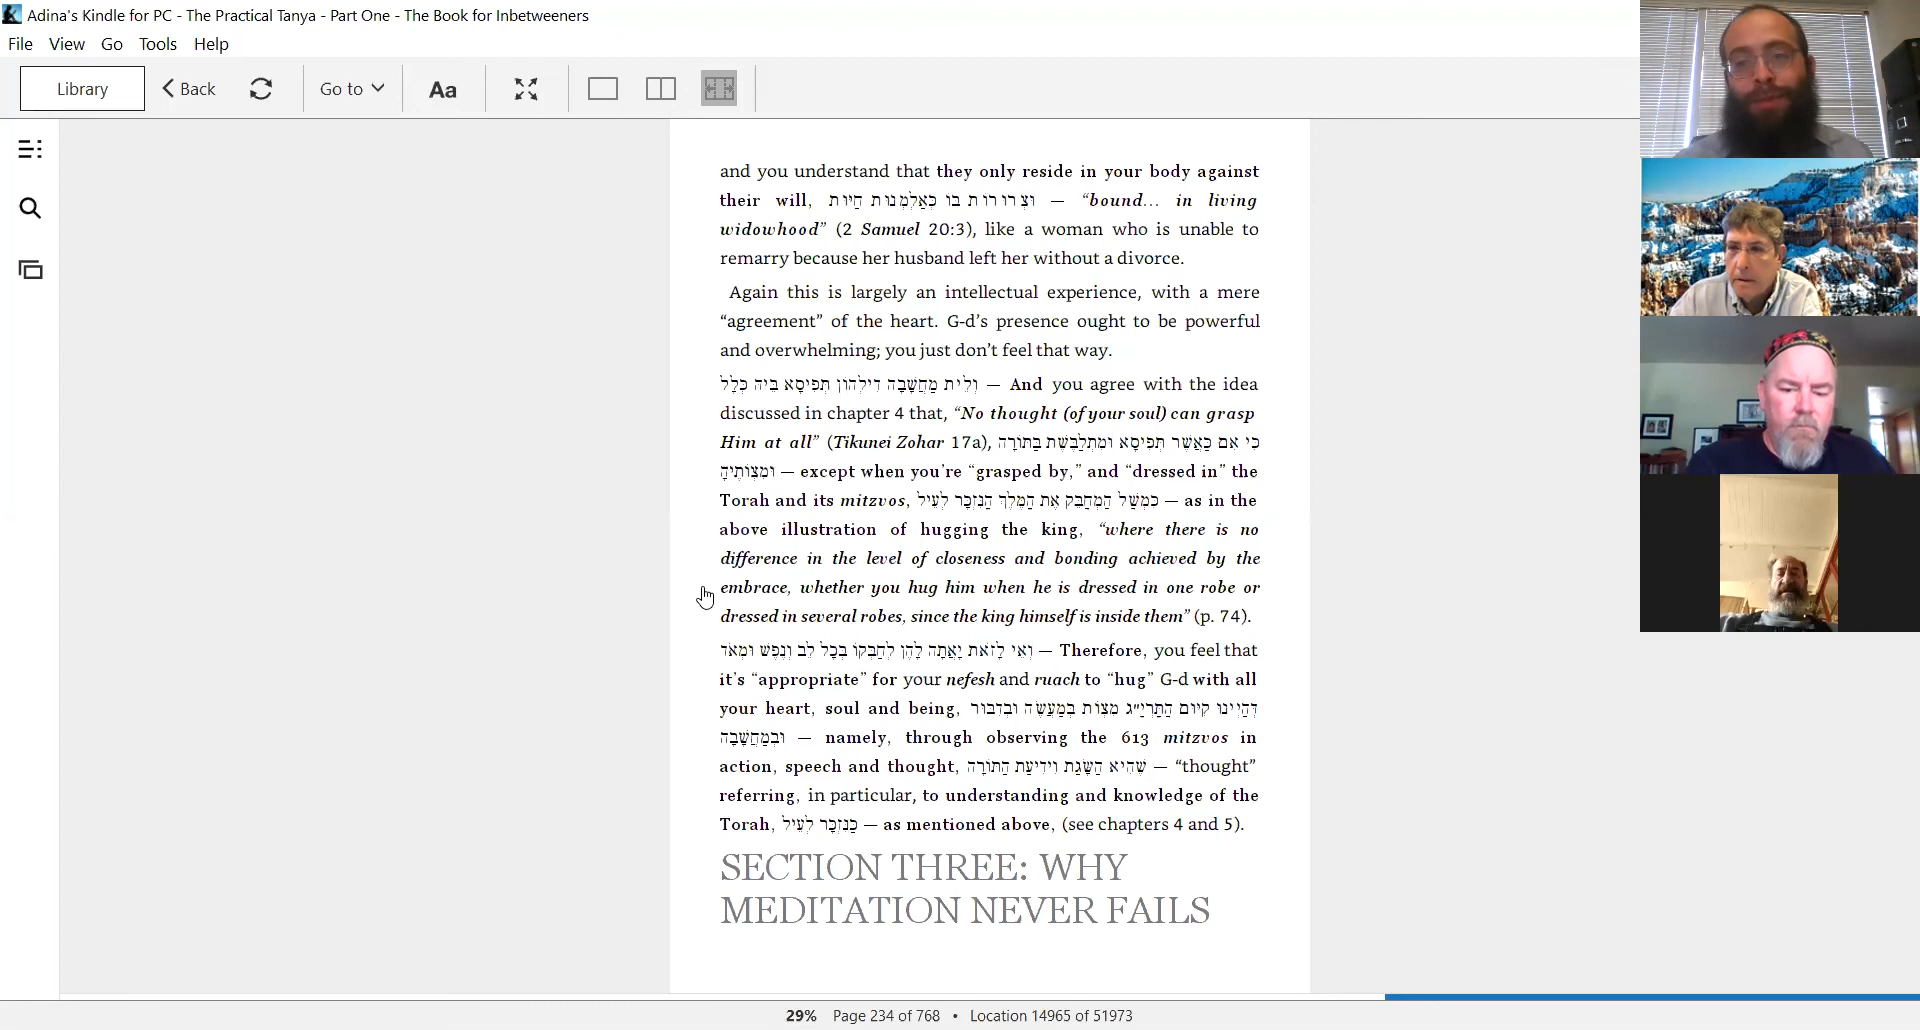 Adina's Kindle for PC - The Practical Tanya - Part One - The Book for Inbetweeners
File View Go Tools Help
Library Back Go to Aa
and you understand that they only reside in your body against
their will, וּצְרוּרוֹת בּוֹ כְּאַלְמְנוּת חַיּוּת — “bound... in living
widowhood” (2 Samuel 20:3), like a woman who is unable to
remarry because her husband left her without a divorce.
Again this is largely an intellectual experience, with a mere
“agreement” of the heart. G-d’s presence ought to be powerful
and overwhelming; you just don’t feel that way.
וְלֵית מַחֲשָׁבָה דִילְהוֹן תְּפִיסָא בֵּיהּ כְּלָל — And you agree with the idea
discussed in chapter 4 that, “No thought (of your soul) can grasp
Him at all” (Tikunei Zohar 17a), כִּי אִם כַּאֲשֶׁר תְּפִיסָא וּמִתְלַבֶּשֶׁת בַּתּוֹרָה
וּמִצְוֹתֶיהָ — except when you’re “grasped by,” and “dressed in” the
Torah and its mitzvos, כִּמְשַׁל הַמְחַבֵּק אֶת הַמֶּלֶךְ הַנִּזְכָּר לְעֵיל — as in the
above illustration of hugging the king, “where there is no
difference in the level of closeness and bonding achieved by the
embrace, whether you hug him when he is dressed in one robe or
dressed in several robes, since the king himself is inside them” (p. 74).
וְאִי לָזֹאת יָאֲתָה לָהֶן לְחַבְּקוֹ בְּכָל לֵב וְנֶפֶשׁ וּמְאֹד — Therefore, you feel that
it’s “appropriate” for your nefesh and ruach to “hug” G-d with all
your heart, soul and being, דְּהַיְינוּ קִיּוּם הַתַּרְיַ״ג מִצְוֹת בְּמַעֲשֶׂה וּבְדִבּוּר
וּבְמַחֲשָׁבָה — namely, through observing the 613 mitzvos in
action, speech and thought, שֶׁהִיא הַשָּׂגַת וִידִיעַת הַתּוֹרָה — “thought”
referring, in particular, to understanding and knowledge of the
Torah, כַּנִּזְכָּר לְעֵיל — as mentioned above, (see chapters 4 and 5).
SECTION THREE: WHY
MEDITATION NEVER FAILS
29% Page 234 of 768 • Location 14965 of 51973